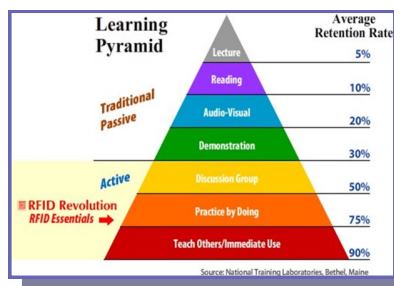 Learning
Pyramid
Average
Retention Rate
Lecture
5%
Reading
10%
Traditional
Passive
Audio-Visual
20%
Demonstration
30%
Active
Discussion Group
50%
RFID Revolution
RFID Essentials
Practice by Doing
75%
Teach Others/Immediate Use
90%
Source: National Training Laboratories, Bethel, Maine